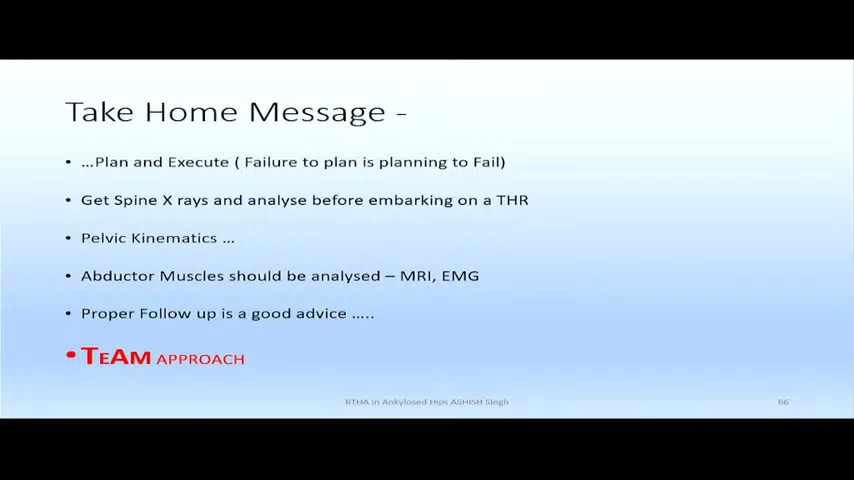 Take Home Message -
• ...Plan and Execute ( Failure to plan is planning to Fail)
• Get Spine X rays and analyse before embarking on a THR
• Pelvic Kinematics ...
• Abductor Muscles should be analysed – MRI, EMG
• Proper Follow up is a good advice .....
• TEAM APPROACH
RTHA in Ankylosed Hips ASHISH Singh
66